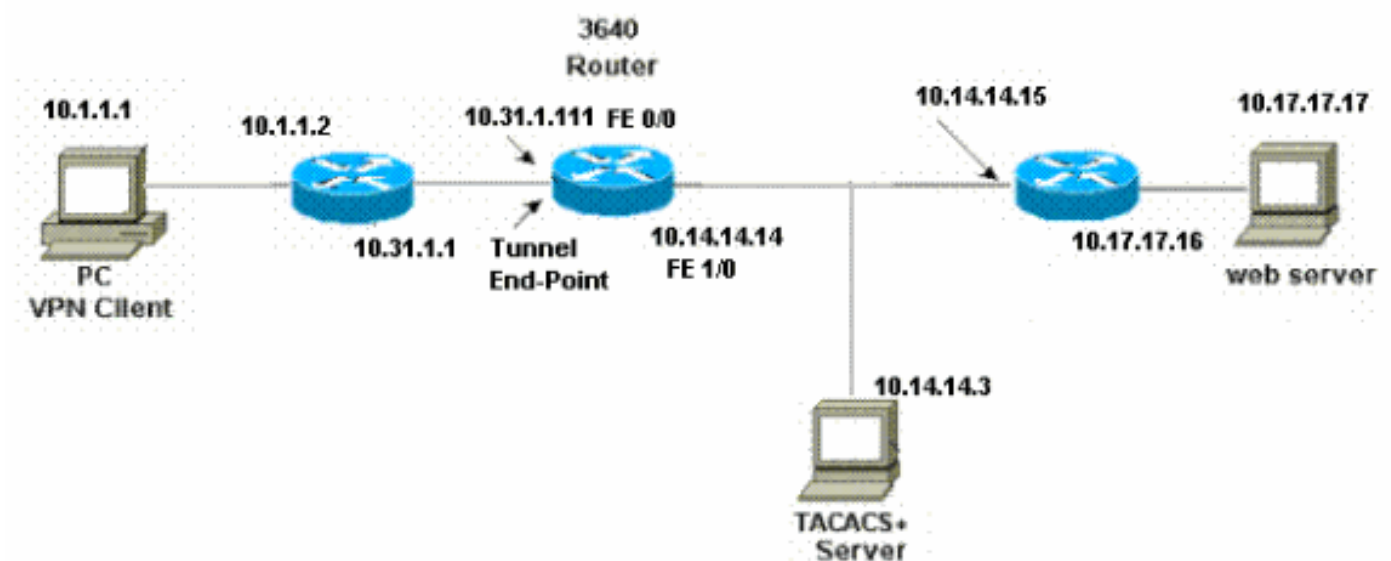 3640
Router
10.1.1.1
10.1.1.2
10.31.1.111 FE 0/0
10.14.14.15
10.17.17.17
10.31.1.1
Tunnel
End-Point
10.14.14.14
FE 1/0
10.17.17.16
PC
VPN Client
web server
10.14.14.3
TACACS+
Server